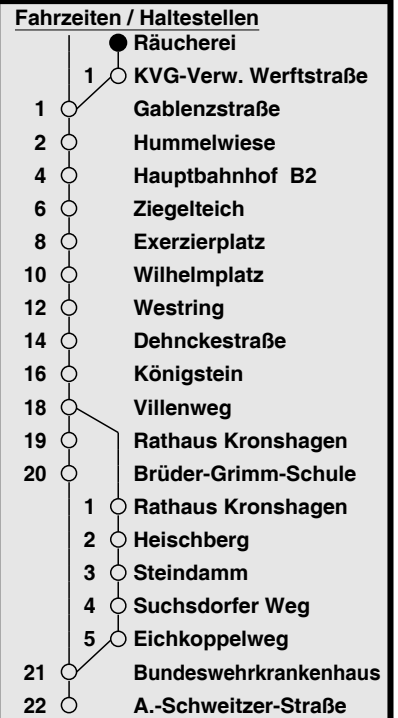 Fahrzeiten / Haltestellen
Räucherei
1 KVG-Verw. Werftstraße
1 Gablenzstraße
2 Hummelwiese
4 Hauptbahnhof B2
6 Ziegelteich
8 Exerzierplatz
10 Wilhelmplatz
12 Westring
14 Dehnckestraße
16 Königstein
18 Villenweg
19 Rathaus Kronshagen
20 Brüder-Grimm-Schule
1 Rathaus Kronshagen
2 Heischberg
3 Steindamm
4 Suchsdorfer Weg
5 Eichkoppelweg
21 Bundeswehrkrankenhaus
22 A.-Schweitzer-Straße